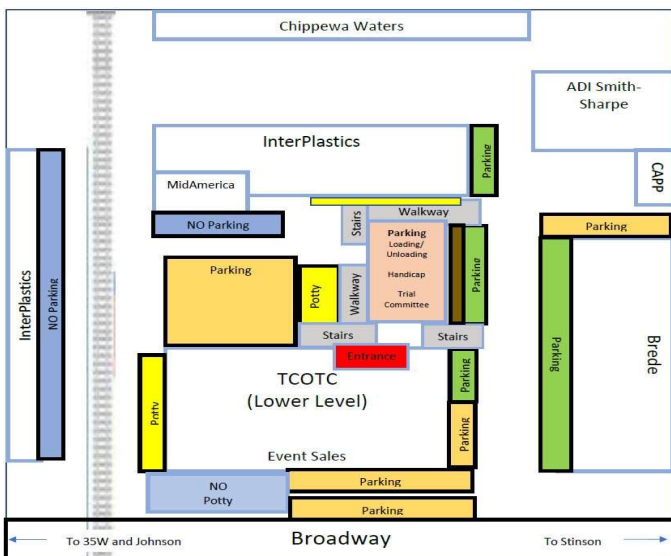 Chippewa Waters
ADI Smith-
Sharpe
InterPlastics
Parking
CAPP
MidAmerica
NO Parking
Stairs
Walkway
Parking
InterPlastics
NO Parking
Parking
Loading/
Unloading
Handicap
Trial
Committee
Parking
Potty
Walkway
Parking
Parking
Brede
Stairs
Stairs
Entrance
TCOTC
(Lower Level)
Potty
Parking
Parking
Event Sales
NO
Potty
Parking
Parking
To 35W and Johnson
Broadway
To Stinson